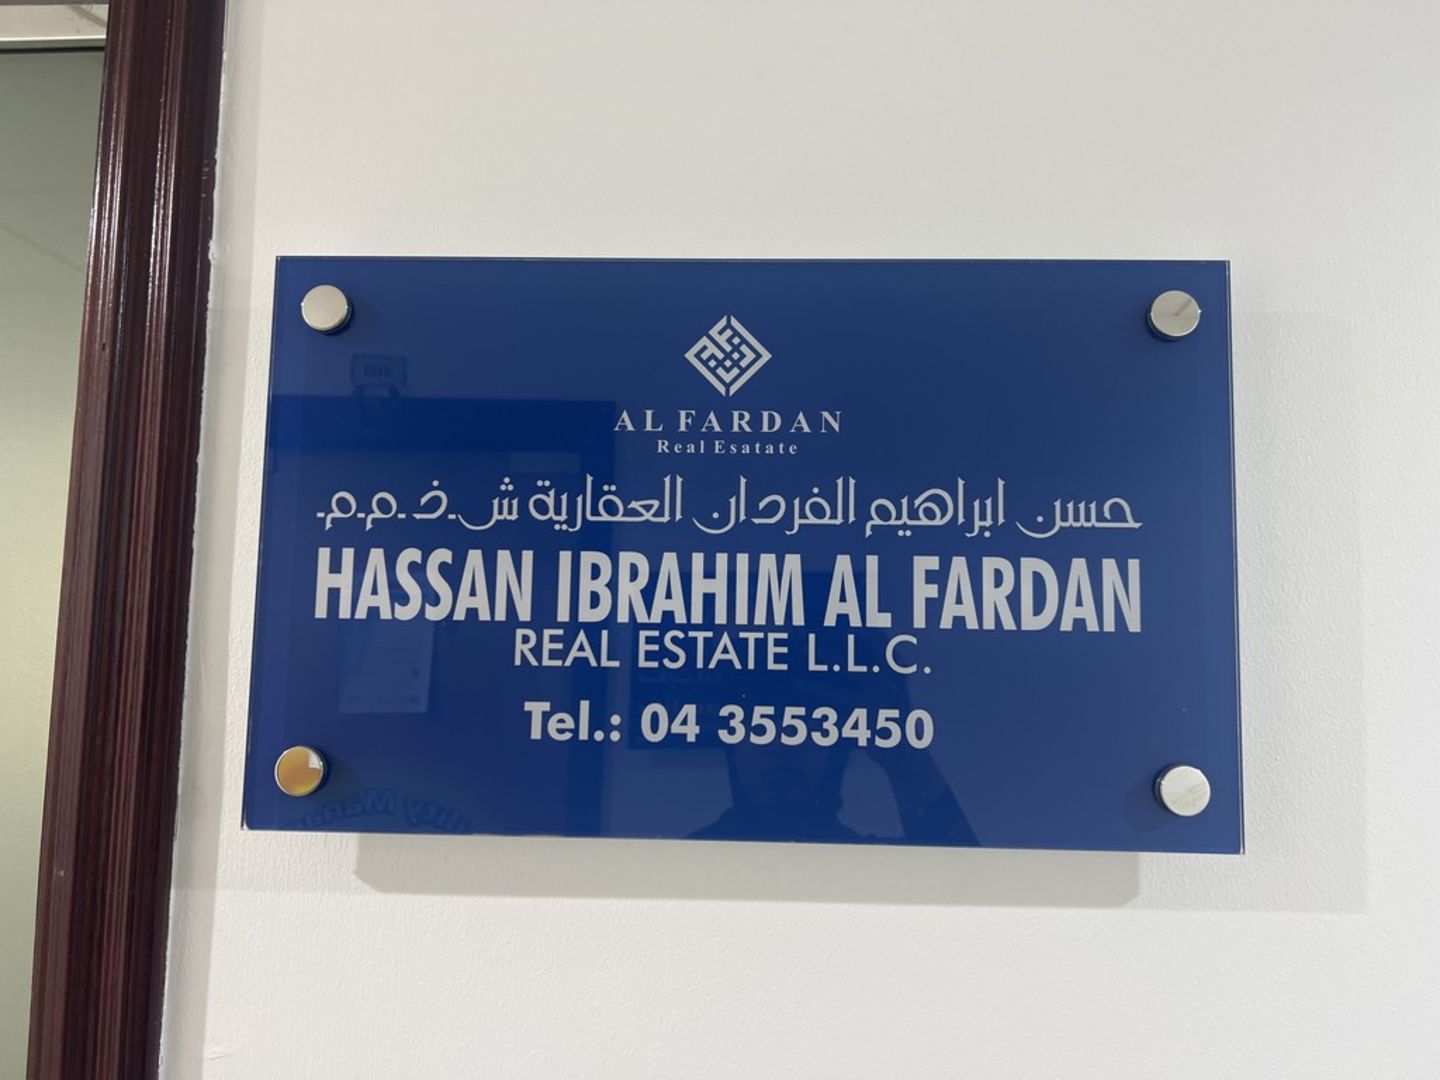 AL FARDAN
Real Esatate
حسن ابراهيم الفردان العقارية ش.ذ.م.م.
HASSAN IBRAHIM AL FARDAN
REAL ESTATE L.L.C.
Tel.: 04 3553450